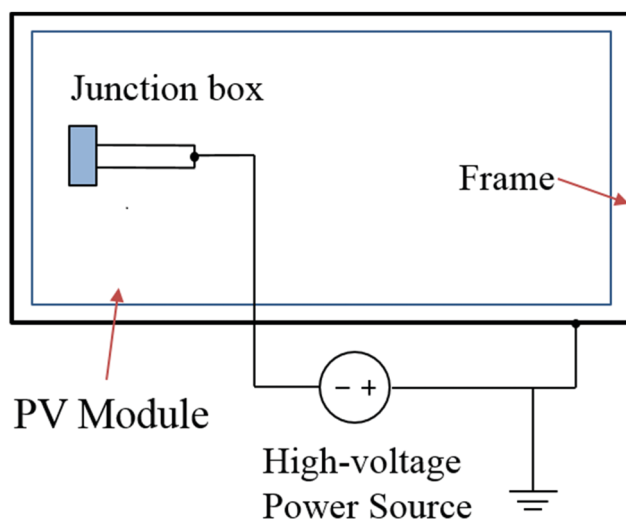 Junction box
Frame
PV Module
− +
High-voltage
Power Source